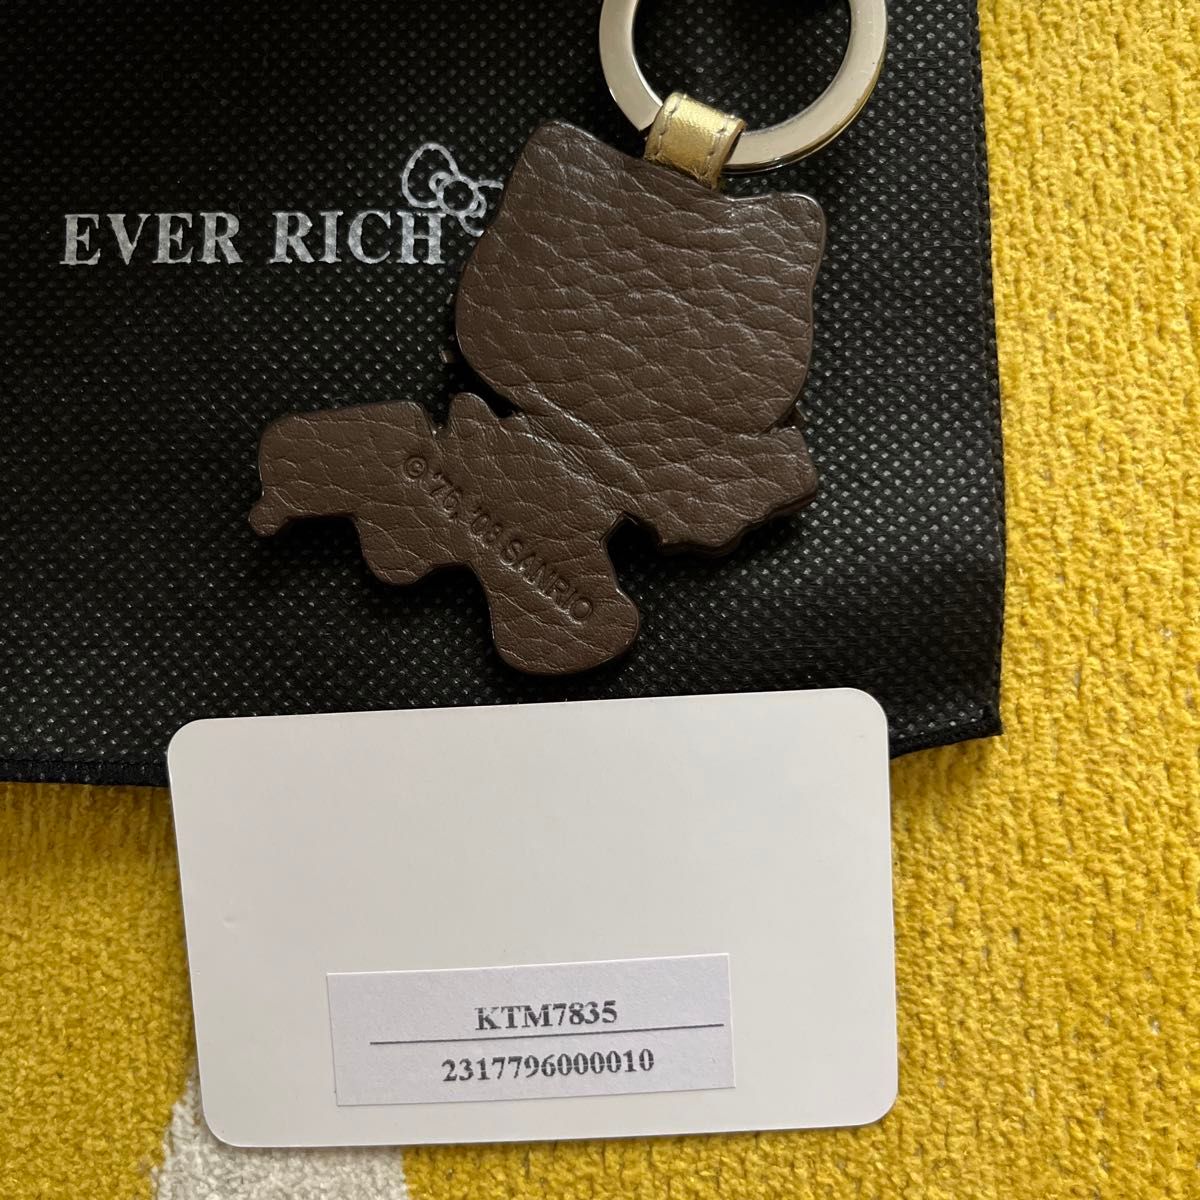 EVER RICH
© '76, '08 SANRIO
KTM7835
2317796000010